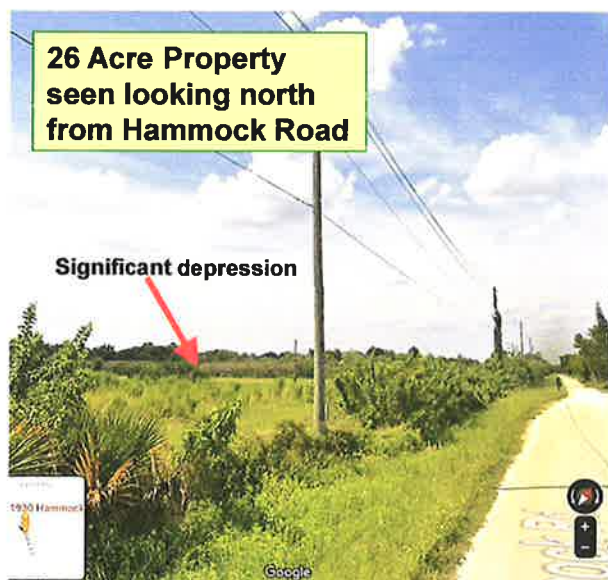 26 Acre Property
seen looking north
from Hammock Road
Significant depression
1930 Hammock
+
−
Google